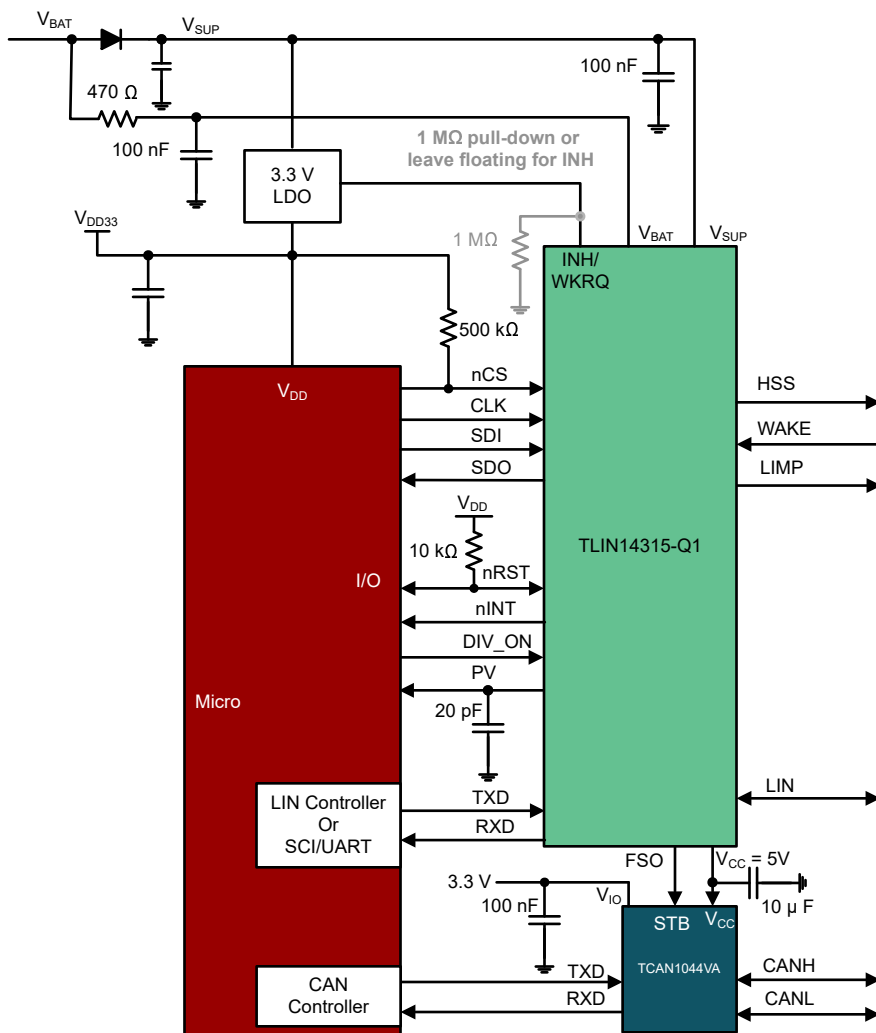 VBAT
VSUP
100 nF
470 Ω
100 nF
1 MΩ pull-down or
leave floating for INH
3.3 V
LDO
VDD33
1 MΩ
VBAT
VSUP
INH/
WKRQ
500 kΩ
VDD
nCS
HSS
CLK
WAKE
SDI
SDO
LIMP
VDD
10 kΩ
TLIN14315-Q1
nRST
I/O
nINT
DIV_ON
PV
Micro
20 pF
LIN
LIN Controller
Or
SCI/UART
TXD
RXD
FSO
VCC = 5V
3.3 V
VIO
10 µ F
100 nF
STB
VCC
TCAN1044VA
CAN
Controller
TXD
CANH
RXD
CANL